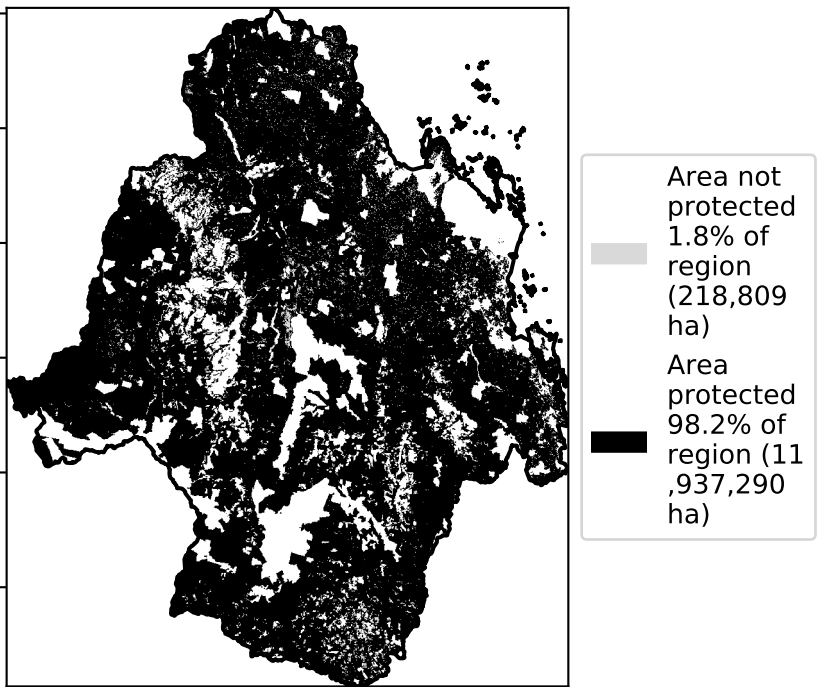 Area not
protected
1.8% of
region
(218,809
ha)
Area
protected
98.2% of
region (11
,937,290
ha)